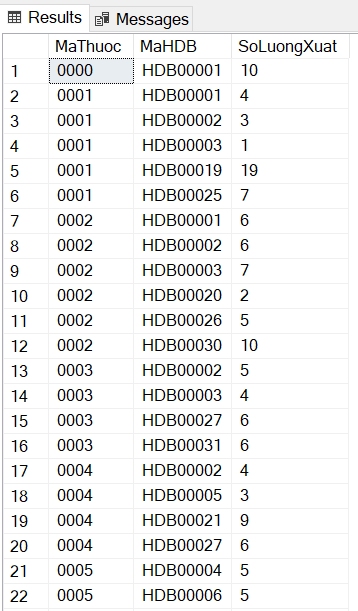 Results Messages
MaThuoc MaHDB SoLuongXuat
1 0000 HDB00001 10
2 0001 HDB00001 4
3 0001 HDB00002 3
4 0001 HDB00003 1
5 0001 HDB00019 19
6 0001 HDB00025 7
7 0002 HDB00001 6
8 0002 HDB00002 6
9 0002 HDB00003 7
10 0002 HDB00020 2
11 0002 HDB00026 5
12 0002 HDB00030 10
13 0003 HDB00002 5
14 0003 HDB00003 4
15 0003 HDB00027 6
16 0003 HDB00031 6
17 0004 HDB00002 4
18 0004 HDB00005 3
19 0004 HDB00021 9
20 0004 HDB00027 6
21 0005 HDB00004 5
22 0005 HDB00006 5